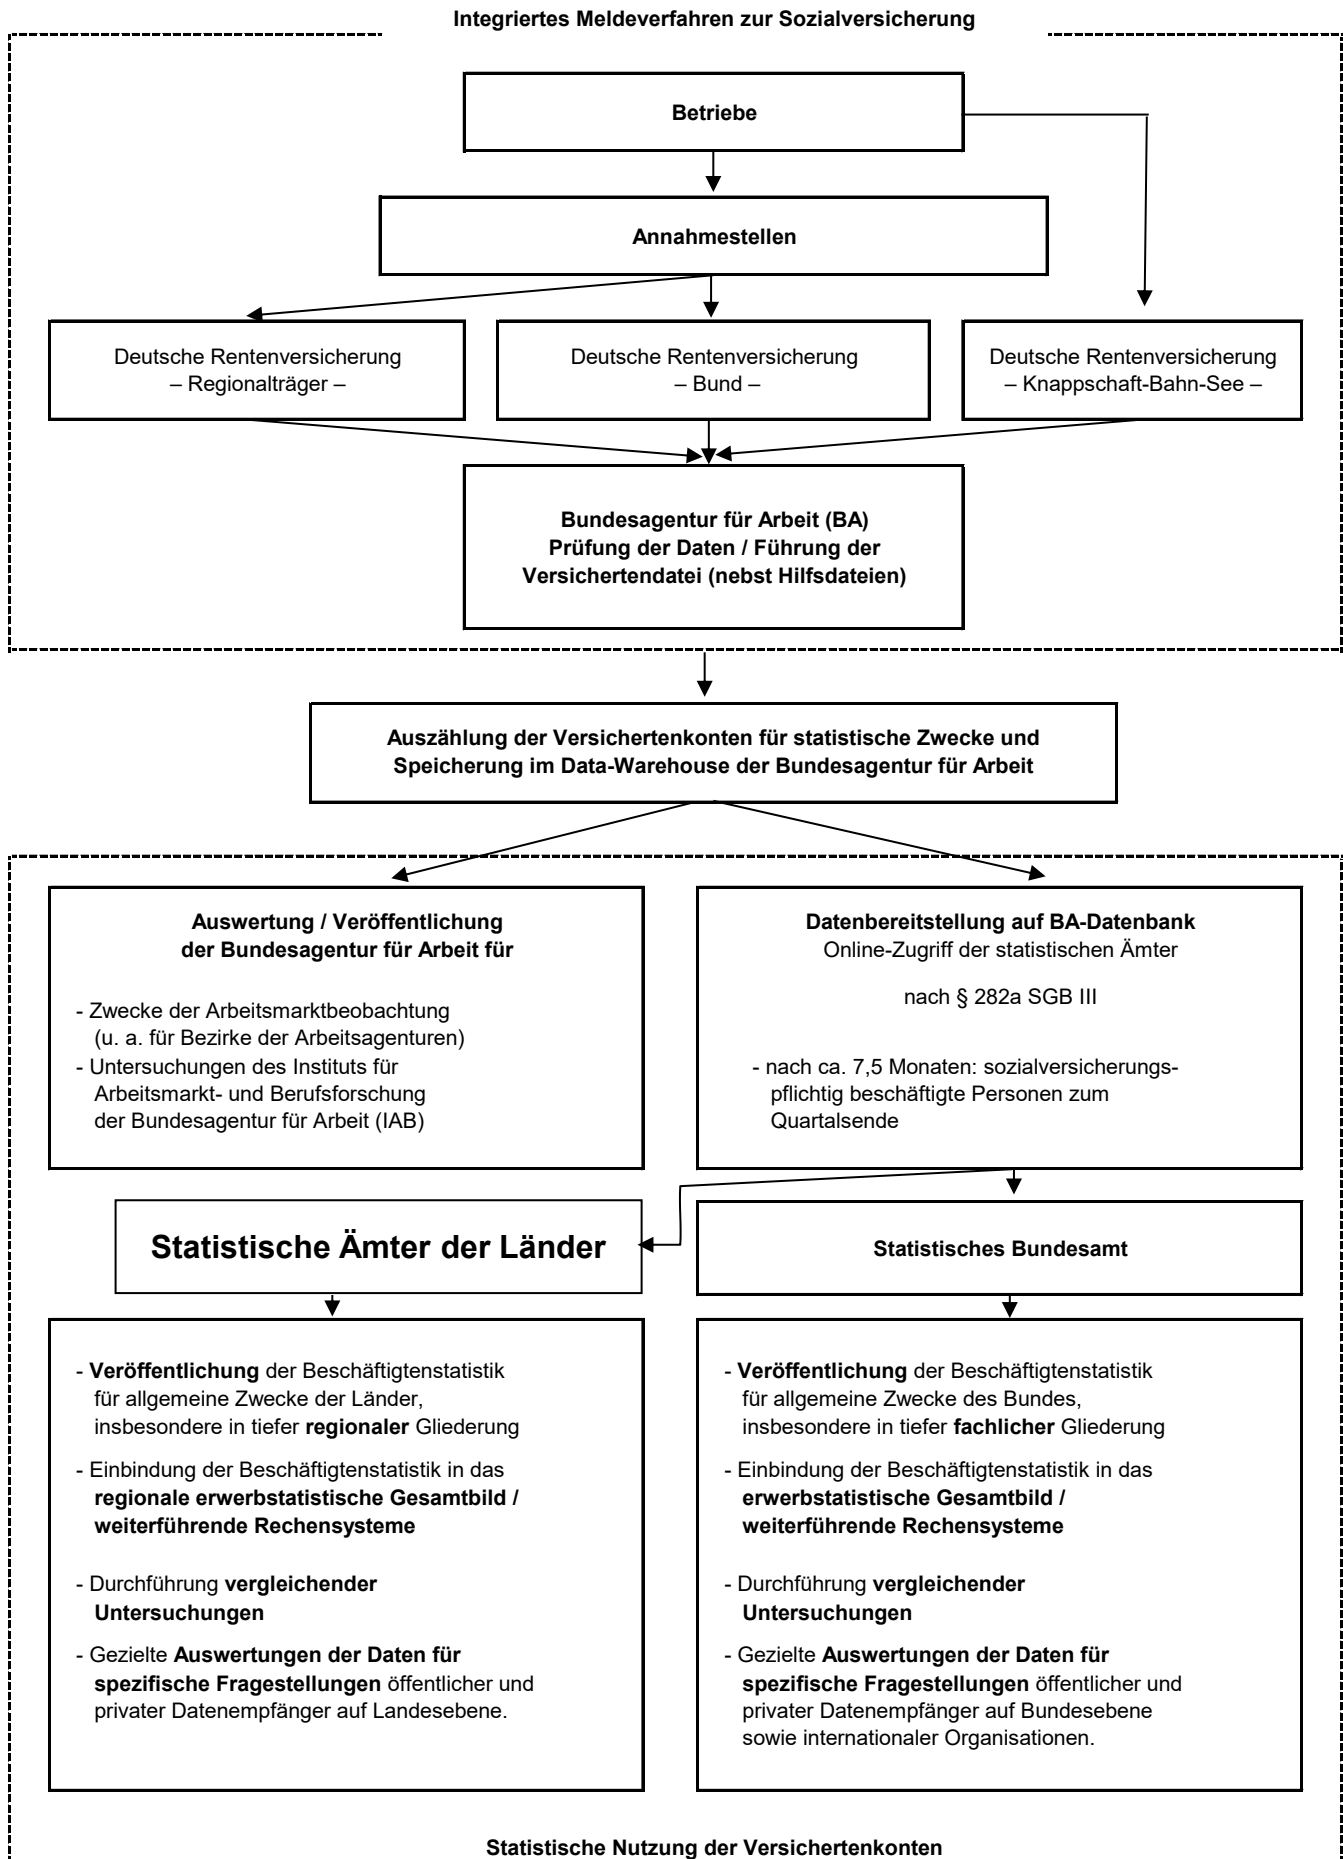 Integriertes Meldeverfahren zur Sozialversicherung
Betriebe
Annahmestellen
Deutsche Rentenversicherung
– Regionalträger –
Deutsche Rentenversicherung
– Bund –
Deutsche Rentenversicherung
– Knappschaft-Bahn-See –
Bundesagentur für Arbeit (BA)
Prüfung der Daten / Führung der
Versichertendatei (nebst Hilfsdateien)
Auszählung der Versichertenkonten für statistische Zwecke und
Speicherung im Data-Warehouse der Bundesagentur für Arbeit
Auswertung / Veröffentlichung
der Bundesagentur für Arbeit für
- Zwecke der Arbeitsmarktbeobachtung
(u. a. für Bezirke der Arbeitsagenturen)
- Untersuchungen des Instituts für
Arbeitsmarkt- und Berufsforschung
der Bundesagentur für Arbeit (IAB)
Datenbereitstellung auf BA-Datenbank
Online-Zugriff der statistischen Ämter
nach § 282a SGB III
- nach ca. 7,5 Monaten: sozialversicherungs-
pflichtig beschäftigte Personen zum
Quartalsende
Statistische Ämter der Länder
Statistisches Bundesamt
- Veröffentlichung der Beschäftigtenstatistik
für allgemeine Zwecke der Länder,
insbesondere in tiefer regionaler Gliederung
- Einbindung der Beschäftigtenstatistik in das
regionale erwerbstatistische Gesamtbild /
weiterführende Rechensysteme
- Durchführung vergleichender
Untersuchungen
- Gezielte Auswertungen der Daten für
spezifische Fragestellungen öffentlicher und
privater Datenempfänger auf Landesebene.
- Veröffentlichung der Beschäftigtenstatistik
für allgemeine Zwecke des Bundes,
insbesondere in tiefer fachlicher Gliederung
- Einbindung der Beschäftigtenstatistik in das
erwerbstatistische Gesamtbild /
weiterführende Rechensysteme
- Durchführung vergleichender
Untersuchungen
- Gezielte Auswertungen der Daten für
spezifische Fragestellungen öffentlicher und
privater Datenempfänger auf Bundesebene
sowie internationaler Organisationen.
Statistische Nutzung der Versichertenkonten